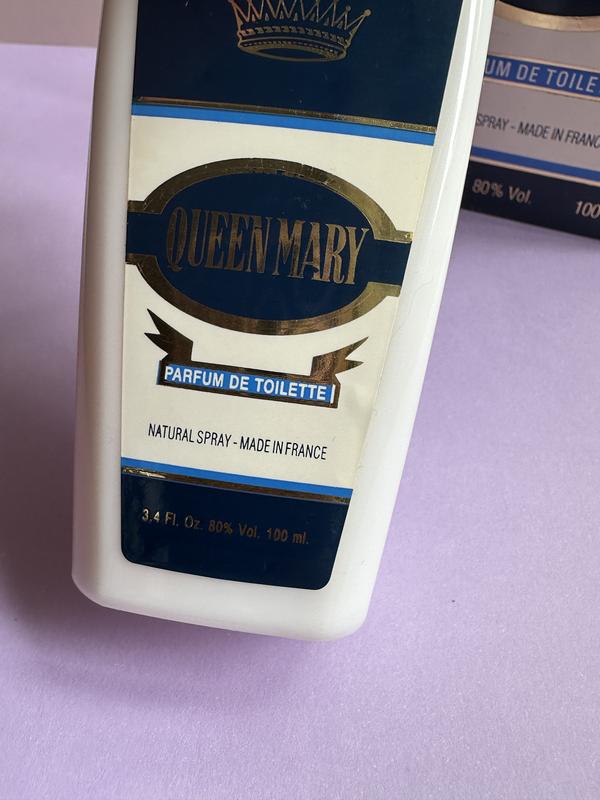 QUEEN MARY
PARFUM DE TOILETTE
NATURAL SPRAY - MADE IN FRANCE
3.4 Fl. Oz. 80% Vol. 100 ml.
UM DE TOILE
SPRAY - MADE IN FRANC
80% Vol.
100